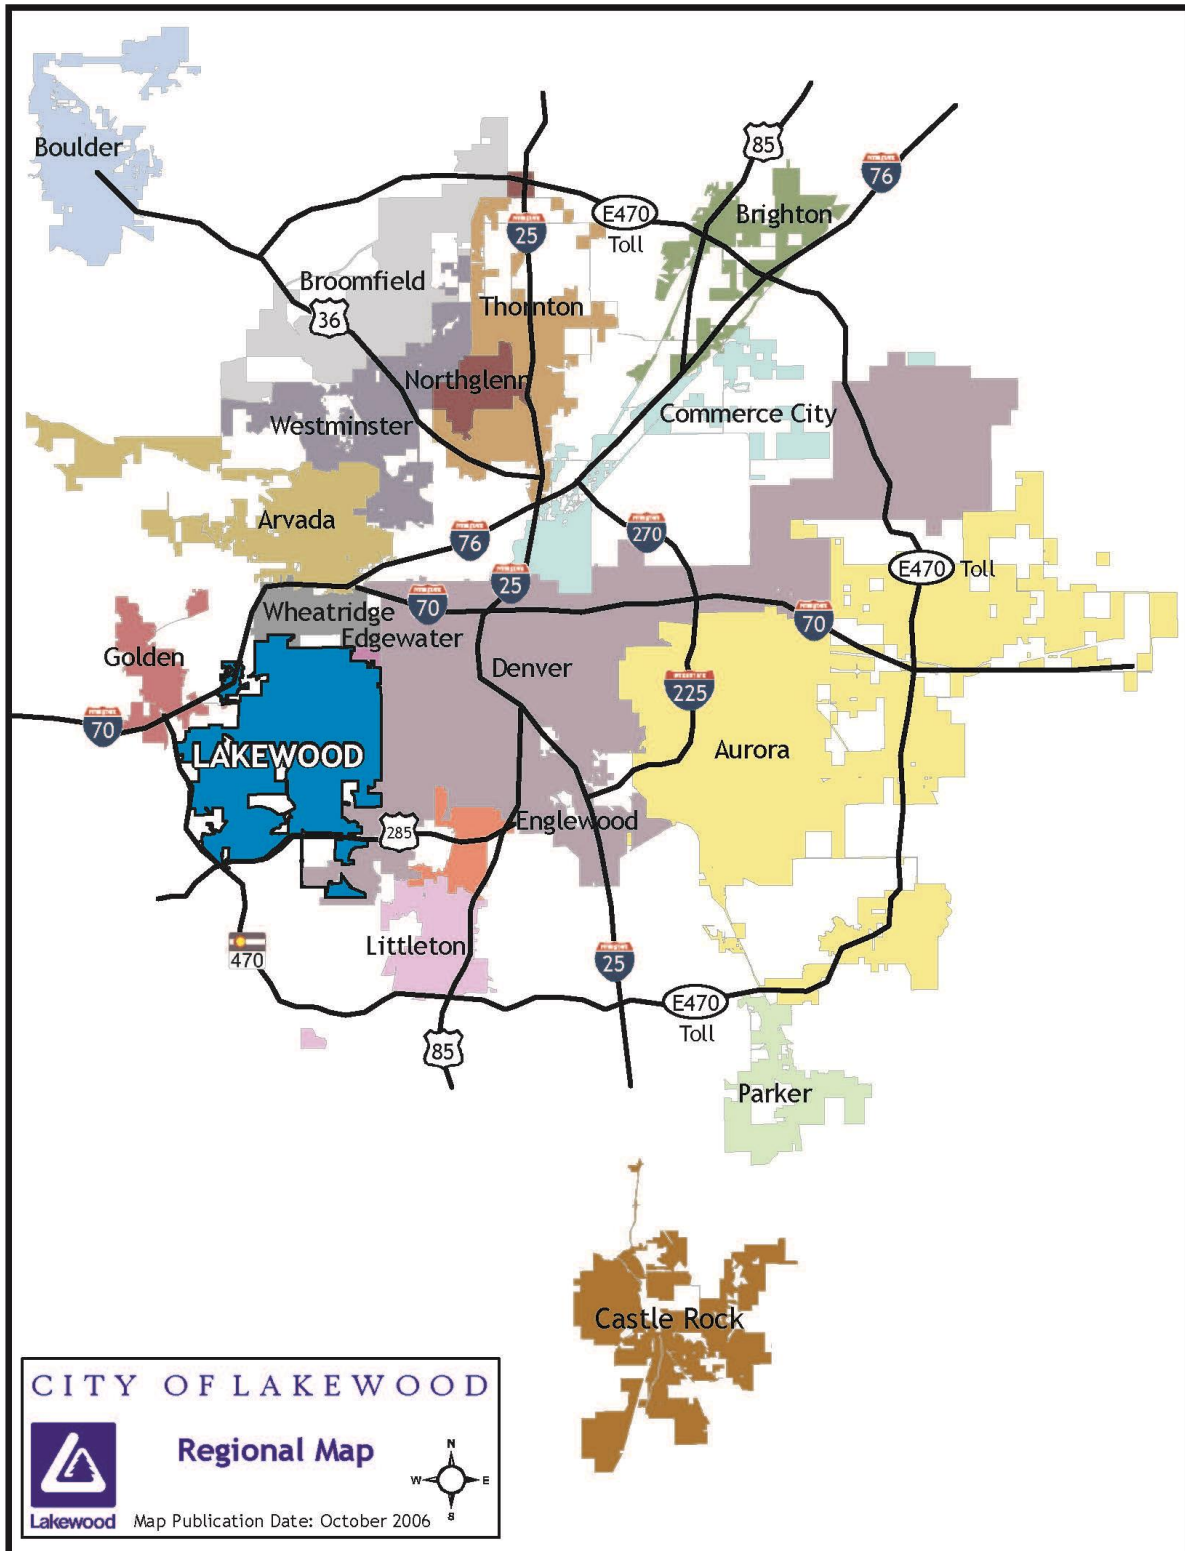 Boulder
85
76
Brighton
E470
Toll
25
Broomfield
Thornton
36
Northglenn
Commerce City
Westminster
Arvada
76
270
25
E470 Toll
Wheatridge
70
70
Edgewater
Golden
Denver
225
70
LAKEWOOD
Aurora
285
Englewood
Littleton
470
25
E470
Toll
85
Parker
Castle Rock
CITY OF LAKEWOOD
Regional Map
N
W E
S
Lakewood
Map Publication Date: October 2006